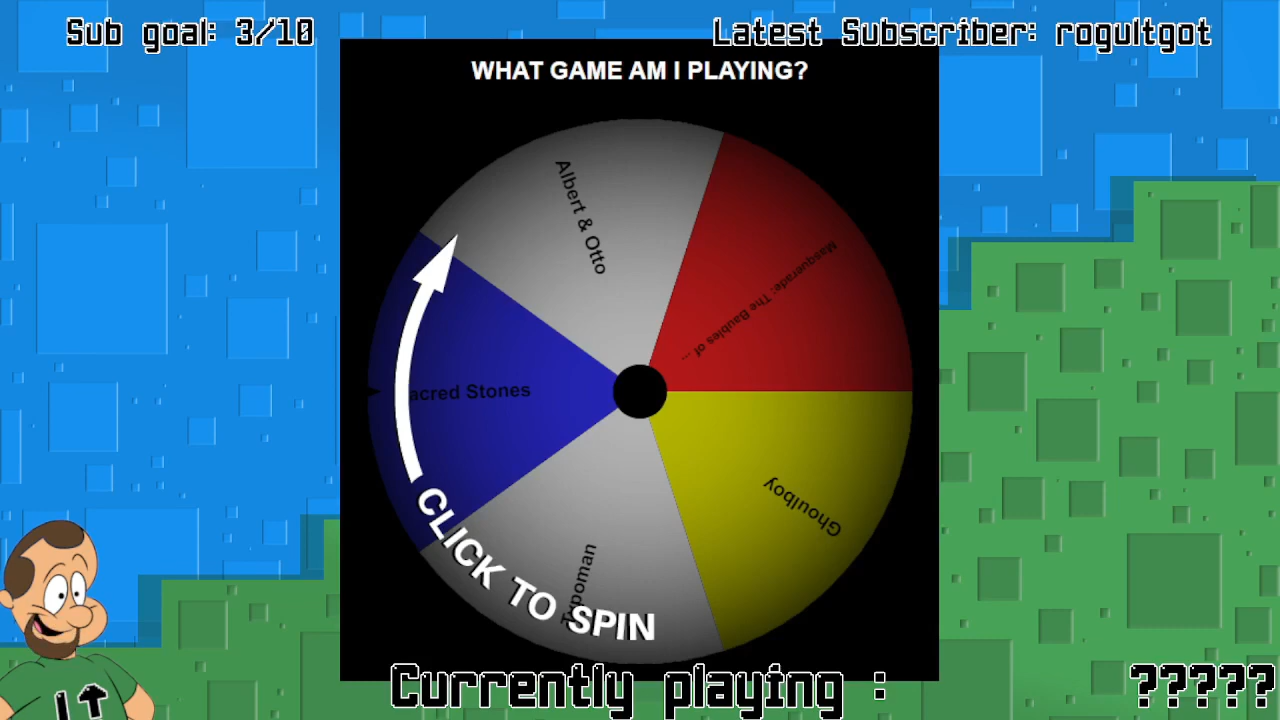 Sub goal: 3/10
Latest Subscriber: rogultgot
WHAT GAME AM I PLAYING?
Albert & Otto
Masquerade: The Baubles of ...
acred Stones
Ghoulboy
Typoman
CLICK TO SPIN
Currently playing :
?????